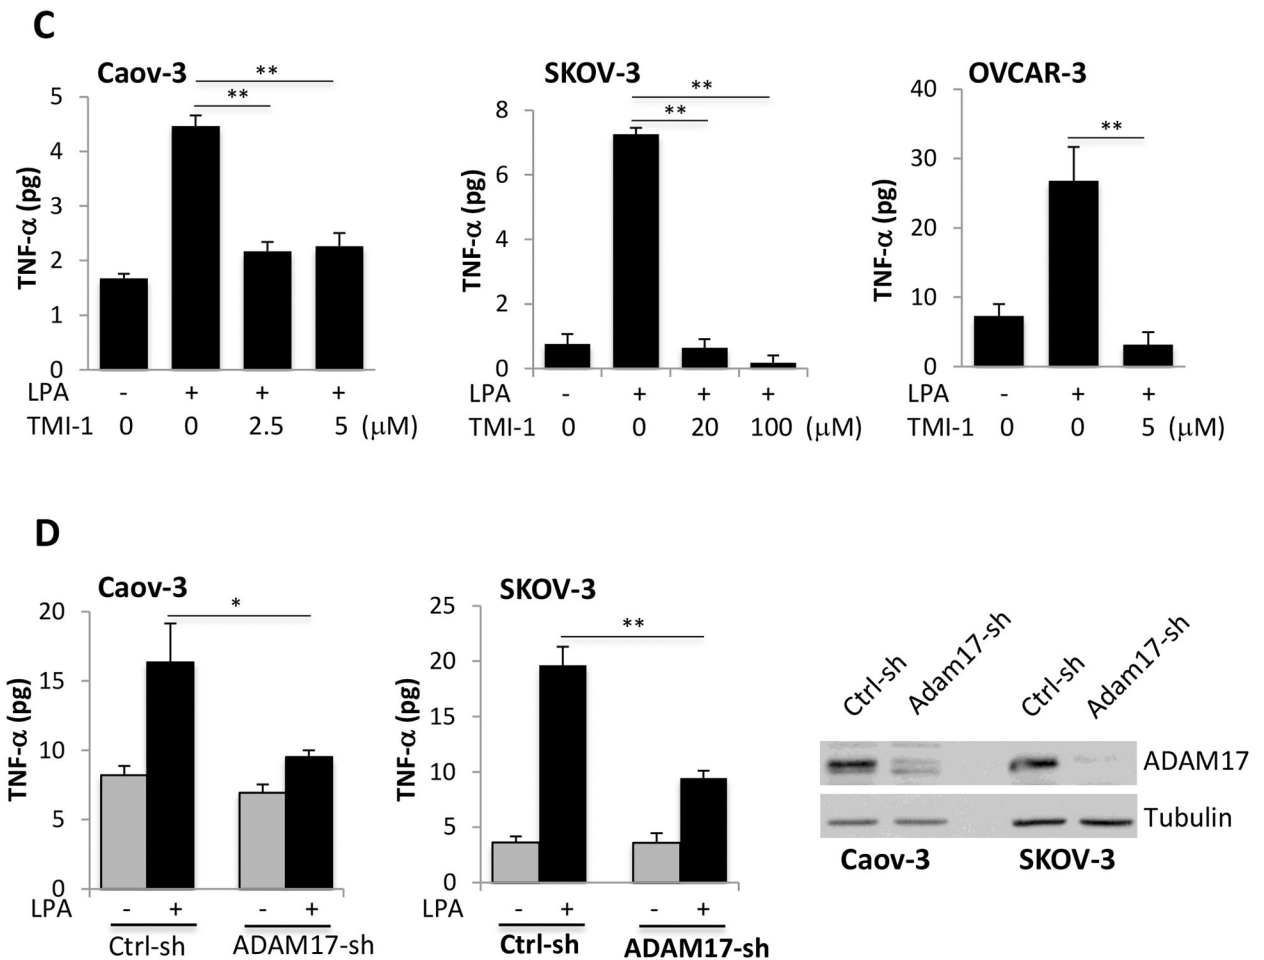 C
Caov-3
**
**
5
4
3
2
1
0
TNF-α (pg)
LPA - + + +
TMI-1 0 0 2.5 5 (μM)
SKOV-3
**
**
8
6
4
2
0
TNF-α (pg)
LPA - + + +
TMI-1 0 0 20 100 (μM)
OVCAR-3
**
40
30
20
10
0
TNF-α (pg)
LPA - + +
TMI-1 0 0 5 (μM)
D
Caov-3
*
20
15
10
5
0
TNF-α (pg)
LPA - + - +
Ctrl-sh ADAM17-sh
SKOV-3
**
25
20
15
10
5
0
TNF-α (pg)
LPA - + - +
Ctrl-sh ADAM17-sh
Ctrl-sh
Adam17-sh
Ctrl-sh
Adam17-sh
ADAM17
Tubulin
Caov-3 SKOV-3